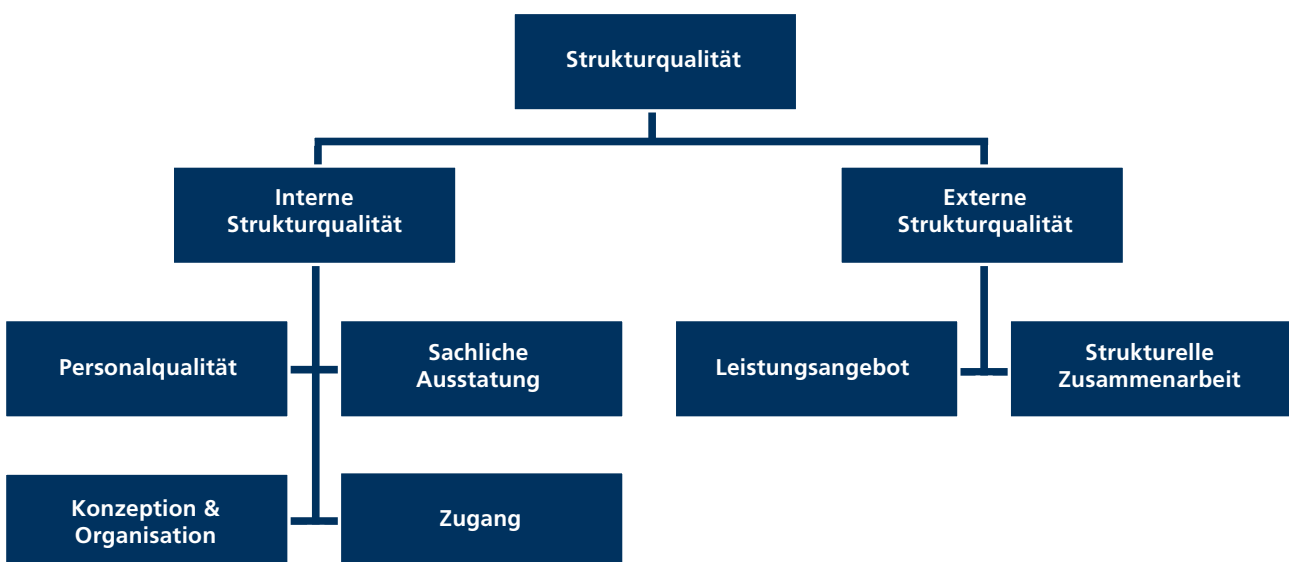 Strukturqualität
Interne
Strukturqualität
Externe
Strukturqualität
Personalqualität
Sachliche
Ausstatung
Leistungsangebot
Strukturelle
Zusammenarbeit
Konzeption &
Organisation
Zugang